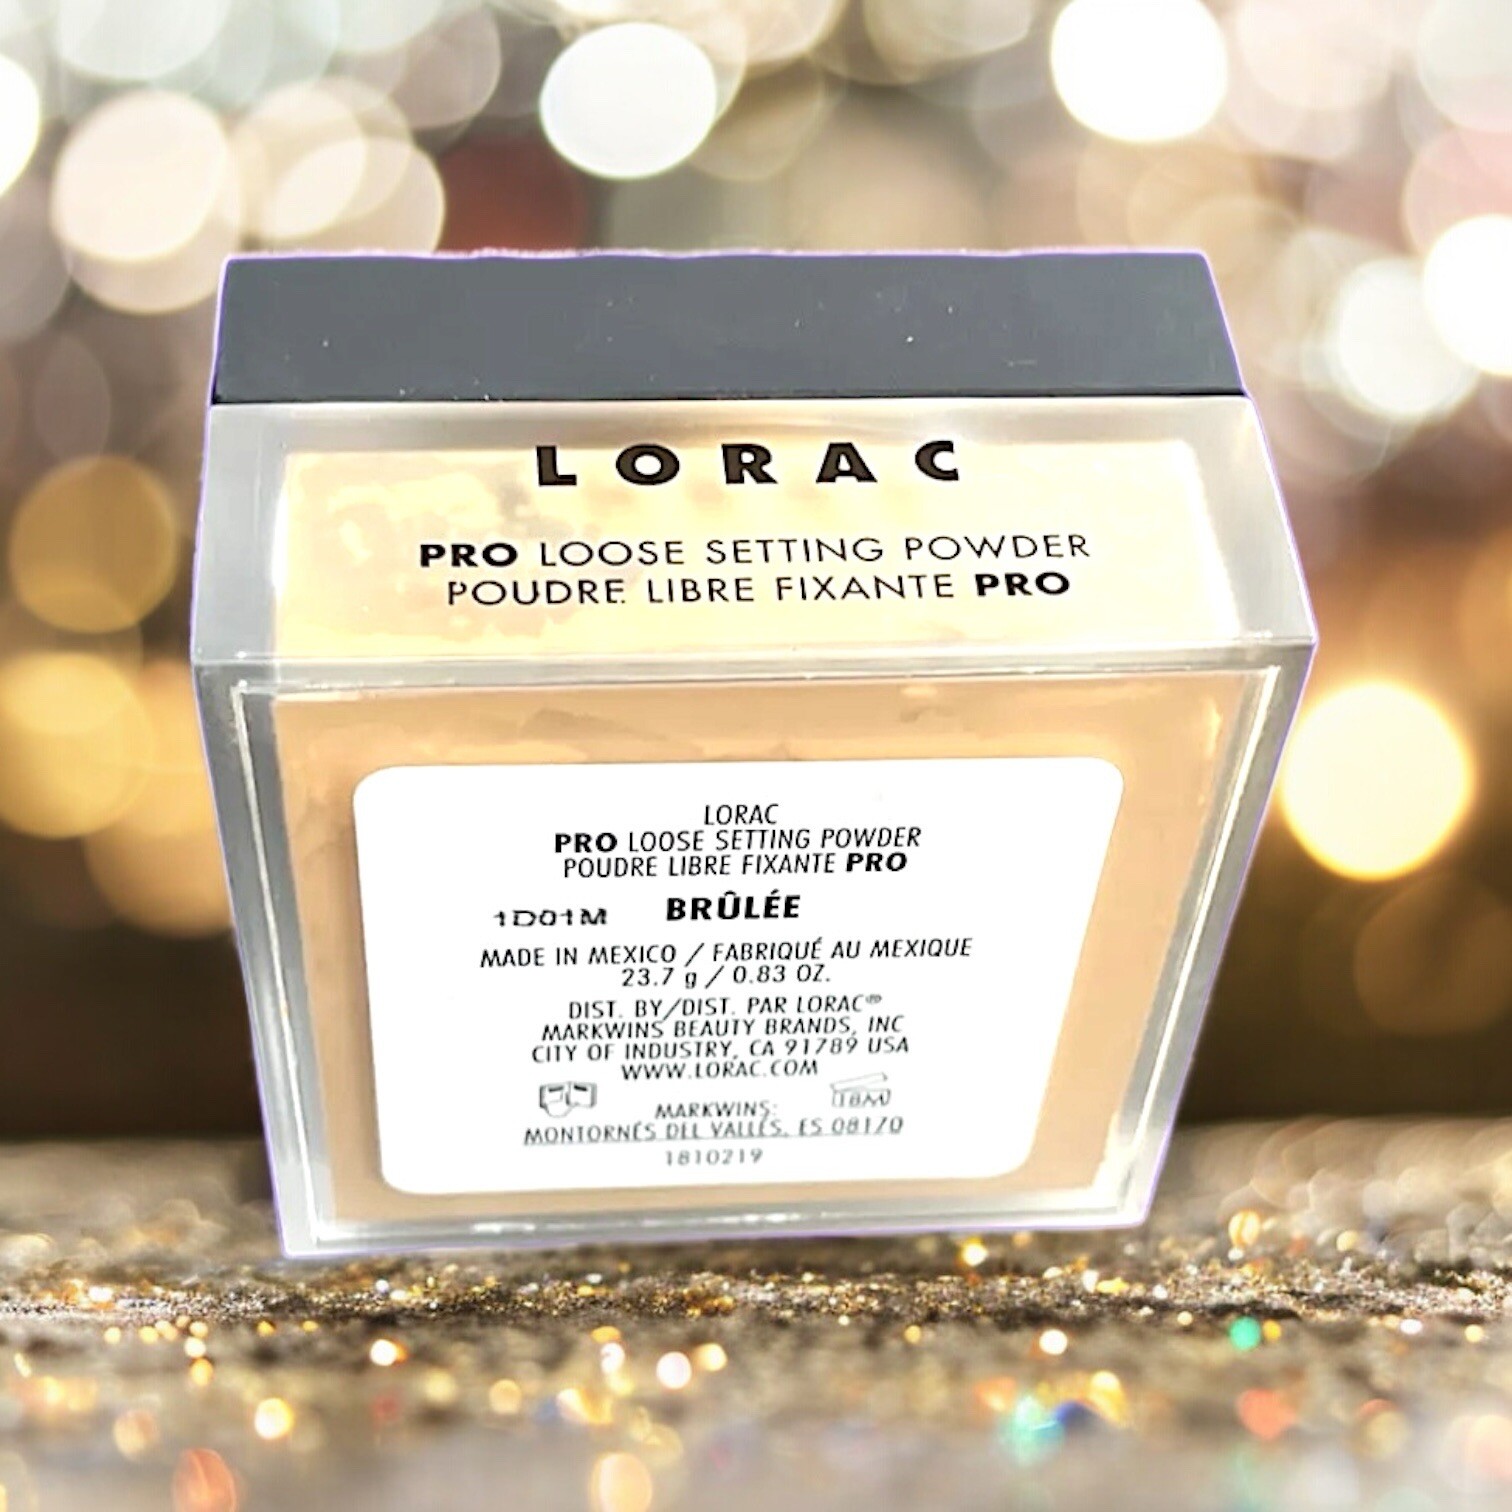 LORAC
PRO LOOSE SETTING POWDER
POUDRE LIBRE FIXANTE PRO
LORAC
PRO LOOSE SETTING POWDER
POUDRE LIBRE FIXANTE PRO
1D01M BRÛLÉE
MADE IN MEXICO / FABRIQUÉ AU MEXIQUE
23.7 g / 0.83 OZ.
DIST. BY/DIST. PAR LORAC®
MARKWINS BEAUTY BRANDS, INC
CITY OF INDUSTRY, CA 91789 USA
WWW.LORAC.COM
18M
MARKWINS:
MONTORNÉS DEL VALLÉS, ES 08170
1810219